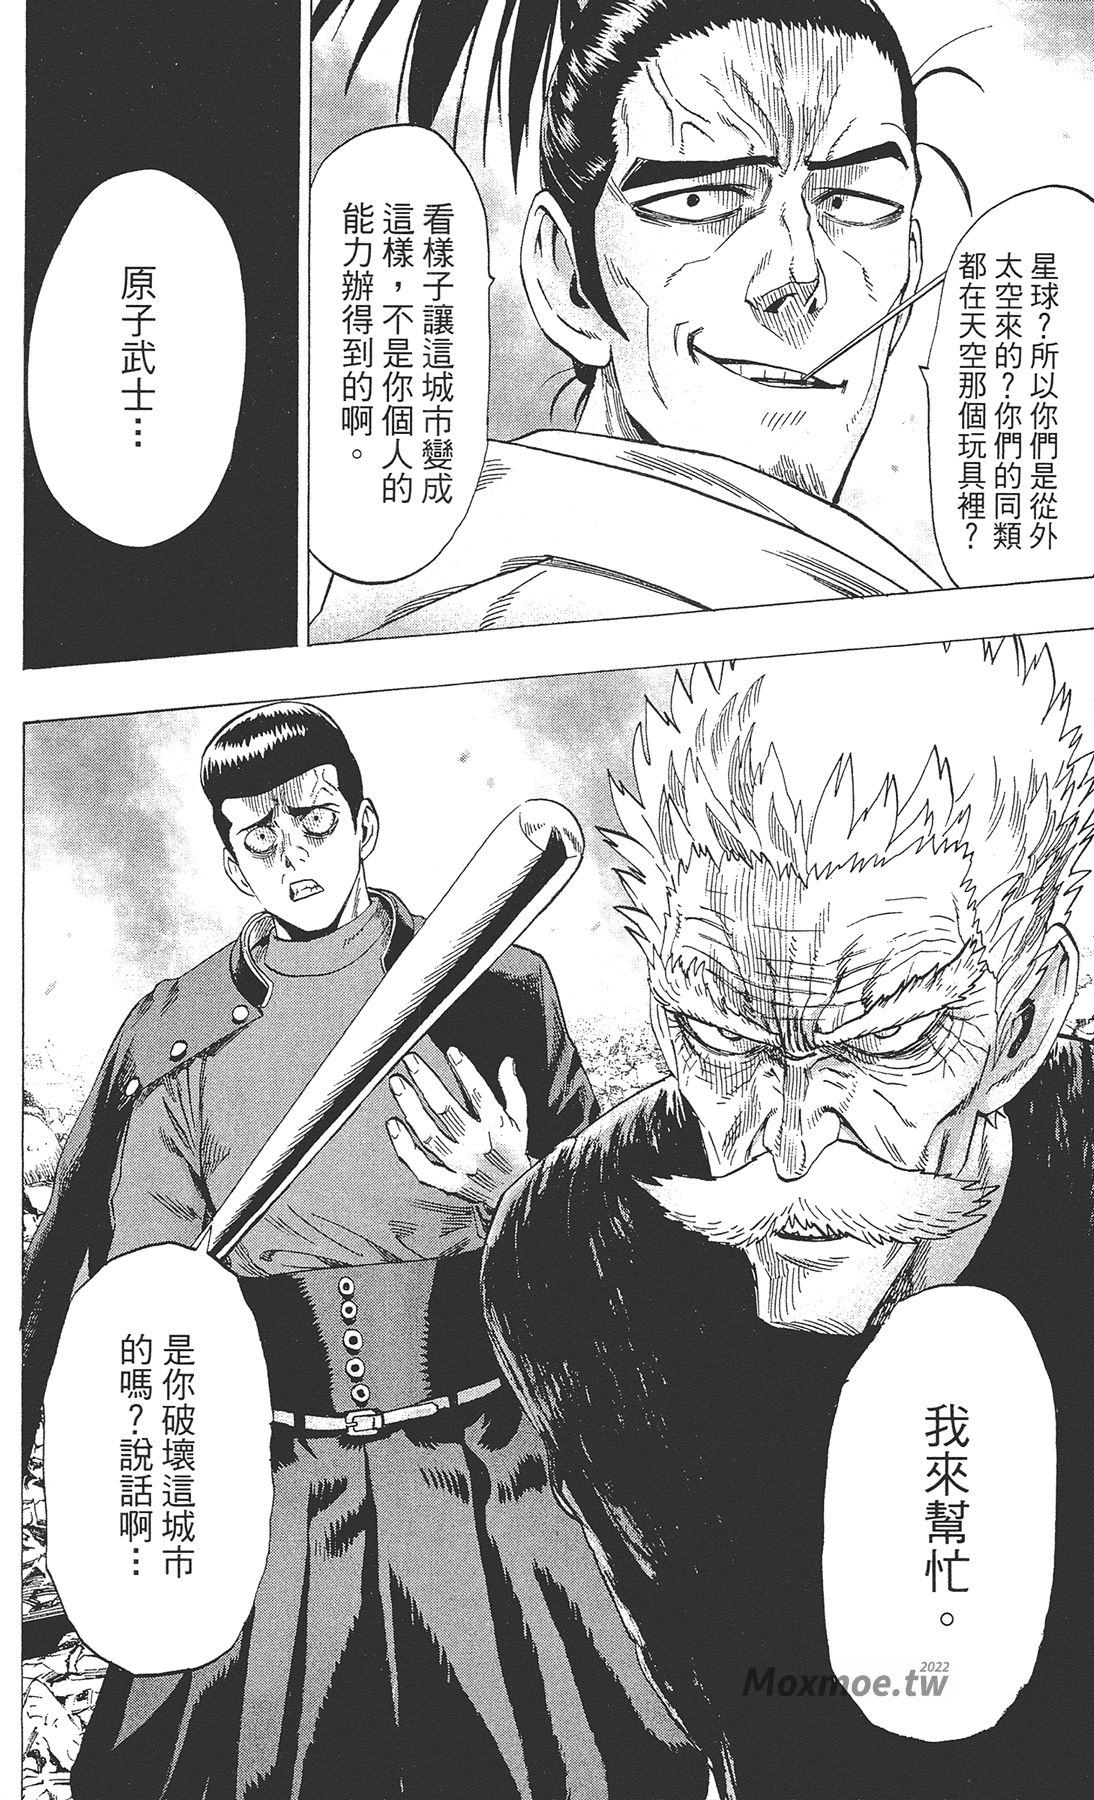 星球？所以你們是從外
太空來的？你們的同類
都在天空那個玩具裡？
看樣子讓這城市變成
這樣，不是你個人的
能力辦得到的啊。
原子武士…
我來幫忙。
是你破壞這城市
的嗎？說話啊…
2022
Moxmoe.tw